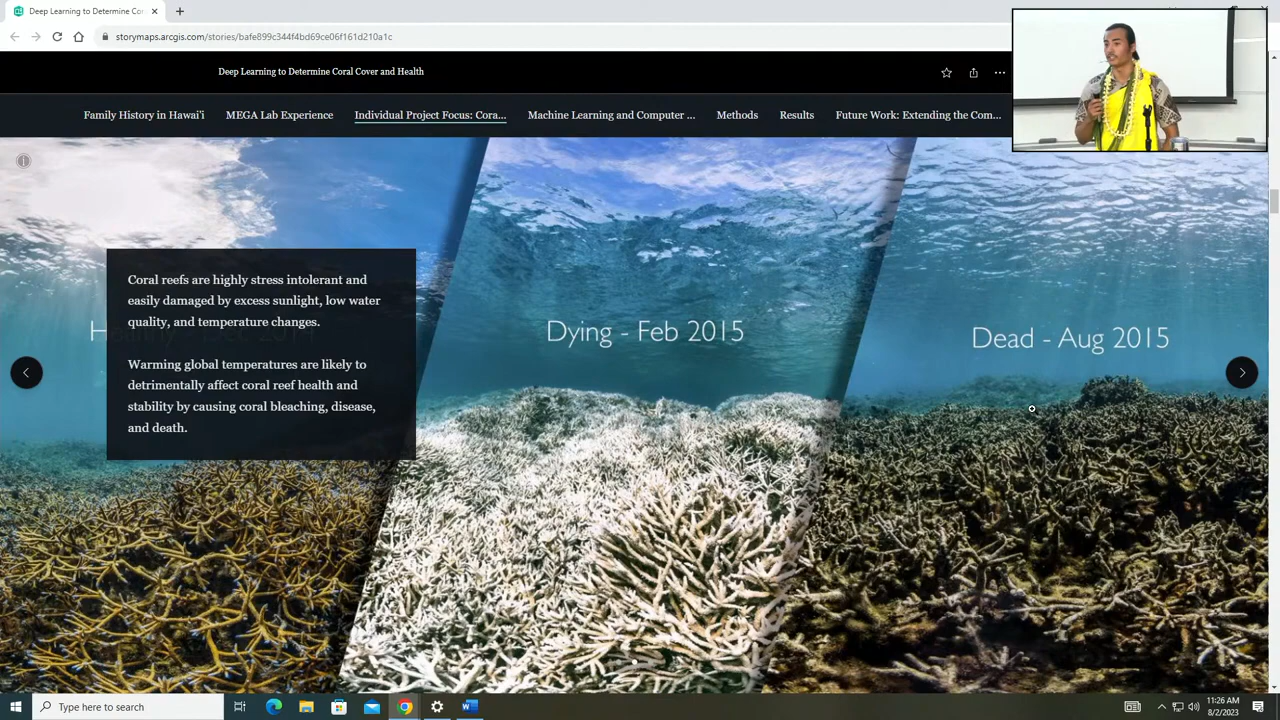 Deep Learning to Determine Cor
storymaps.arcgis.com/stories/bafe899c344f4bd69ce06f161d210a1c
Deep Learning to Determine Coral Cover and Health
Family History in Hawai'i MEGA Lab Experience Individual Project Focus: Cora... Machine Learning and Computer ... Methods Results Future Work: Extending the Com...
Coral reefs are highly stress intolerant and
easily damaged by excess sunlight, low water
quality, and temperature changes.
Warming global temperatures are likely to
detrimentally affect coral reef health and
stability by causing coral bleaching, disease,
and death.
Dying - Feb 2015
Dead - Aug 2015
Type here to search
11:26 AM
8/2/2023